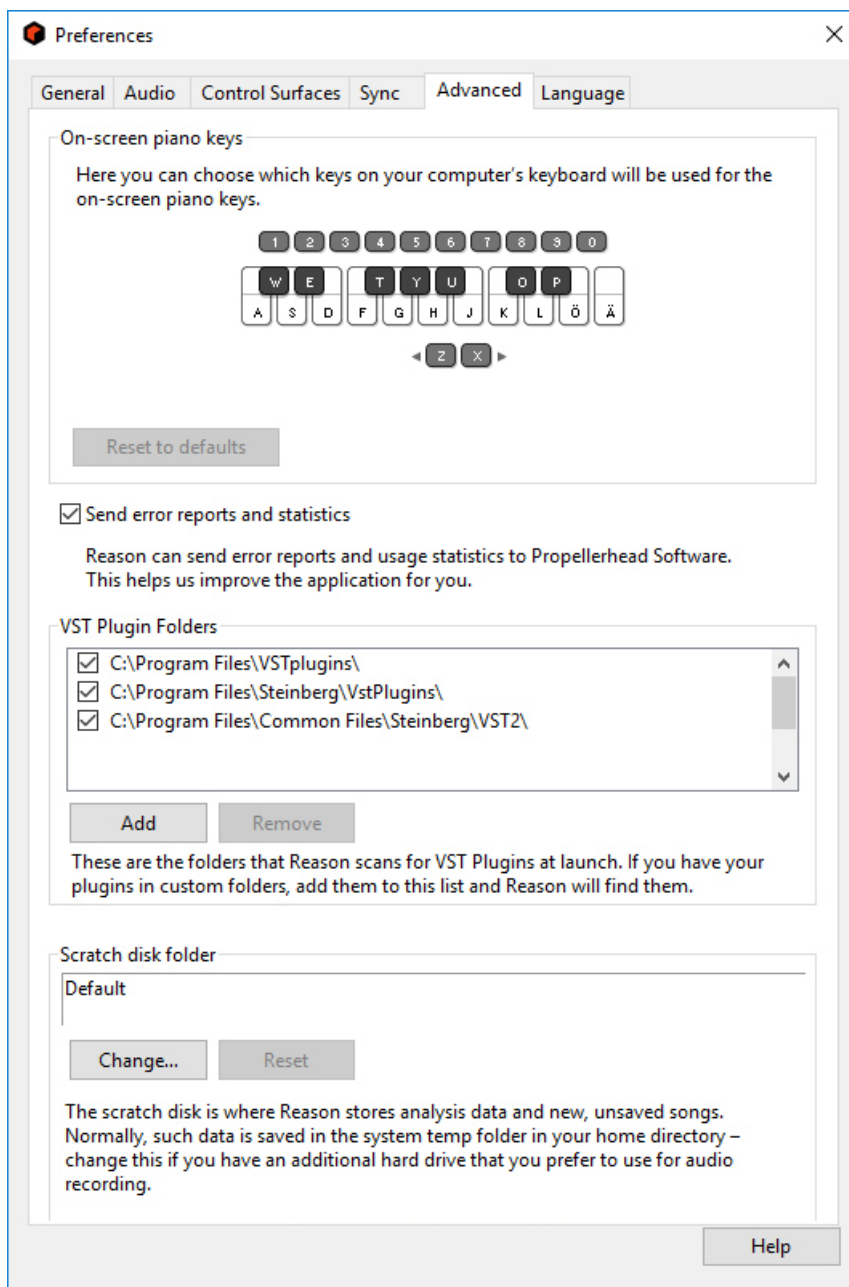 Preferences
General Audio Control Surfaces Sync Advanced Language
On-screen piano keys
Here you can choose which keys on your computer's keyboard will be used for the
on-screen piano keys.
1 2 3 4 5 6 7 8 9 0
W E T Y U O P
A S D F G H J K L Ö Ä
Z X
Reset to defaults
Send error reports and statistics
Reason can send error reports and usage statistics to Propellerhead Software.
This helps us improve the application for you.
VST Plugin Folders
C:\Program Files\VSTplugins\
C:\Program Files\Steinberg\VstPlugins\
C:\Program Files\Common Files\Steinberg\VST2\
Add Remove
These are the folders that Reason scans for VST Plugins at launch. If you have your
plugins in custom folders, add them to this list and Reason will find them.
Scratch disk folder
Default
Change... Reset
The scratch disk is where Reason stores analysis data and new, unsaved songs.
Normally, such data is saved in the system temp folder in your home directory –
change this if you have an additional hard drive that you prefer to use for audio
recording.
Help